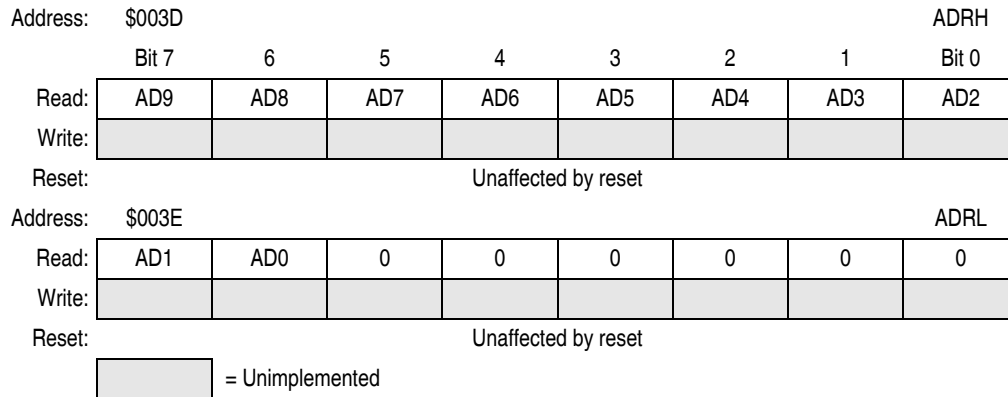 Address: $003D ADRH
Bit 7 6 5 4 3 2 1 Bit 0
Read: AD9 AD8 AD7 AD6 AD5 AD4 AD3 AD2
Write:
Reset: Unaffected by reset
Address: $003E ADRL
Read: AD1 AD0 0 0 0 0 0 0
Write:
Reset: Unaffected by reset
= Unimplemented